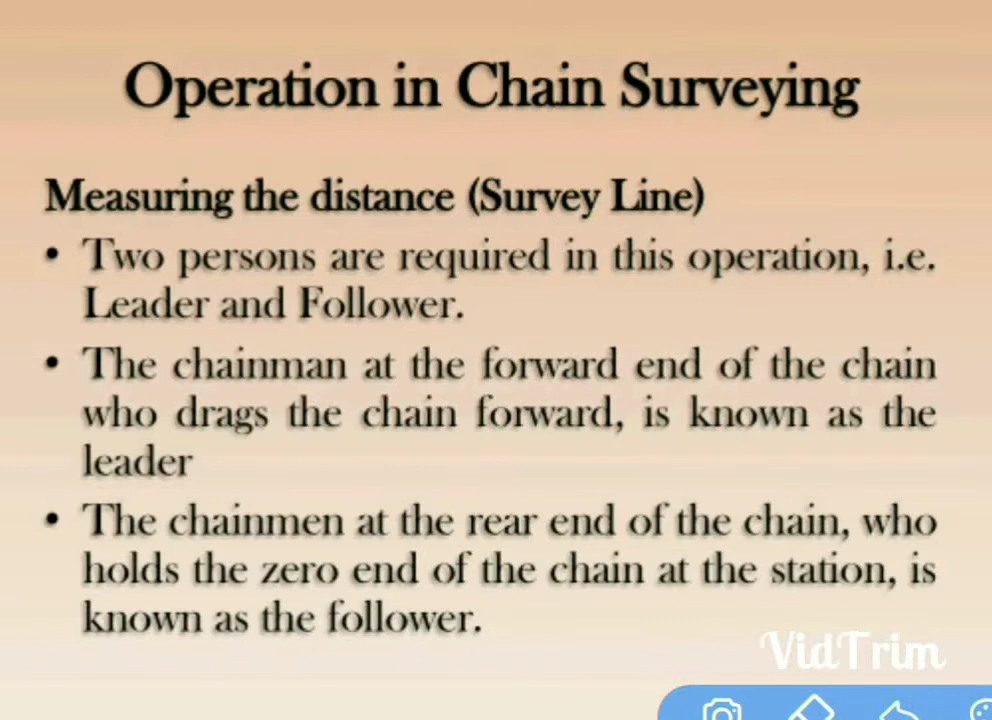 Operation in Chain Surveying
Measuring the distance (Survey Line)
• Two persons are required in this operation, i.e.
Leader and Follower.
• The chainman at the forward end of the chain
who drags the chain forward, is known as the
leader
• The chainmen at the rear end of the chain, who
holds the zero end of the chain at the station, is
known as the follower.
VidTrim